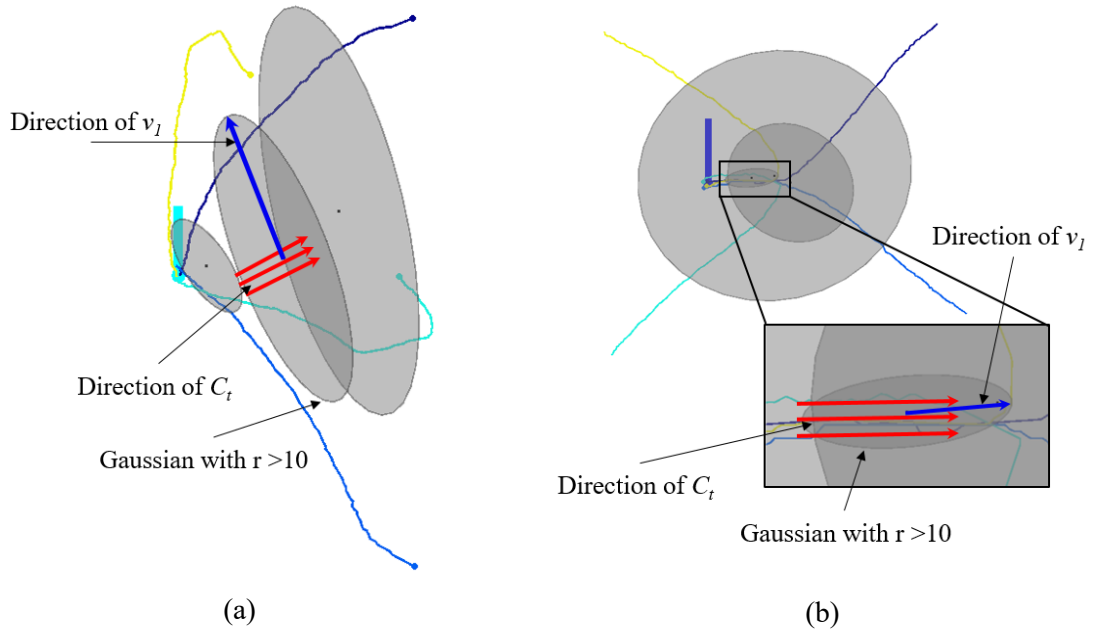 Direction of v1
Direction of Ct
Gaussian with r >10
(a)
Direction of v1
Direction of Ct
Gaussian with r >10
(b)